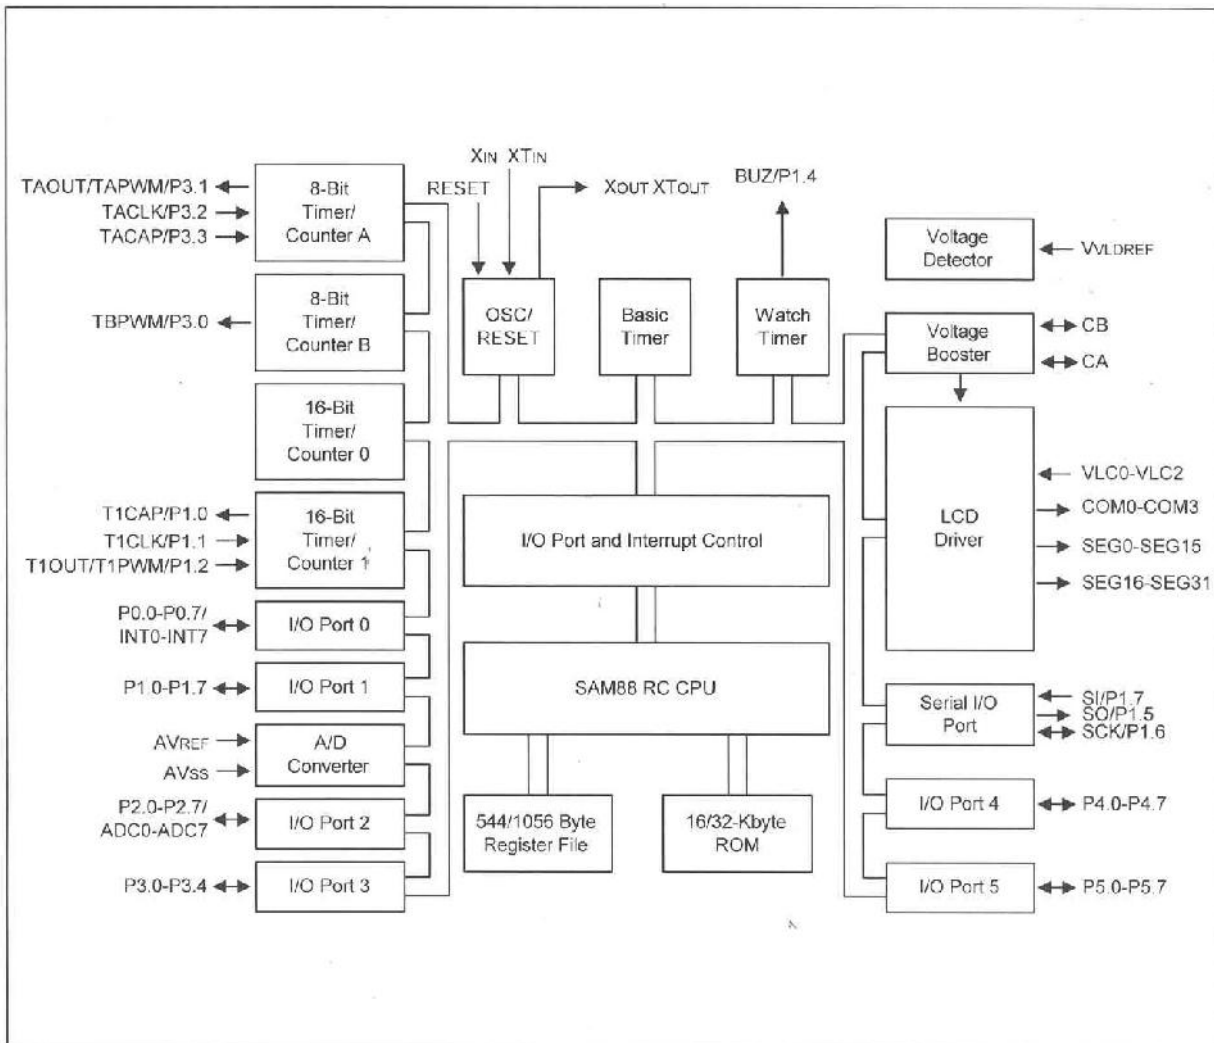 XIN XTIN
RESET
XOUT XTOUT
BUZ/P1.4
TAOUT/TAPWM/P3.1
TACLK/P3.2
TACAP/P3.3
8-Bit
Timer/
Counter A
TBPWM/P3.0
8-Bit
Timer/
Counter B
16-Bit
Timer/
Counter 0
T1CAP/P1.0
T1CLK/P1.1
T1OUT/T1PWM/P1.2
16-Bit
Timer/
Counter 1
P0.0-P0.7/
INT0-INT7
I/O Port 0
P1.0-P1.7
I/O Port 1
AVREF
AVSS
A/D
Converter
P2.0-P2.7/
ADC0-ADC7
I/O Port 2
P3.0-P3.4
I/O Port 3
OSC/
RESET
Basic
Timer
Watch
Timer
I/O Port and Interrupt Control
SAM88 RC CPU
544/1056 Byte
Register File
16/32-Kbyte
ROM
Voltage
Detector
VVLDREF
Voltage
Booster
CB
CA
LCD
Driver
VLC0-VLC2
COM0-COM3
SEG0-SEG15
SEG16-SEG31
Serial I/O
Port
SI/P1.7
SO/P1.5
SCK/P1.6
I/O Port 4
P4.0-P4.7
I/O Port 5
P5.0-P5.7